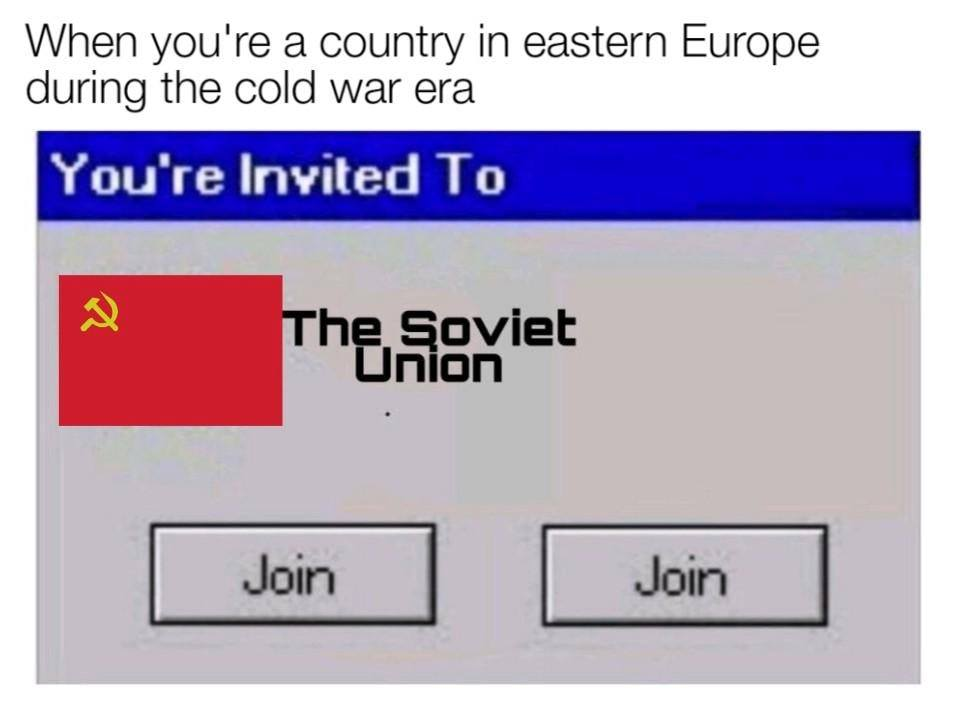 When you're a country in eastern Europe
during the cold war era
You're Invited To
The Soviet
Union
Join
Join